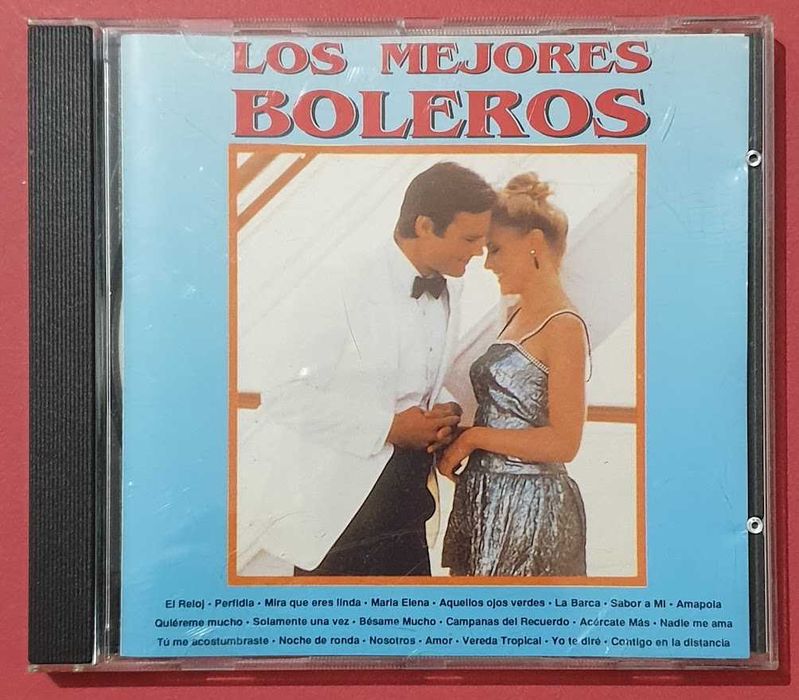 LOS MEJORES
BOLEROS
El Reloj · Perfidia · Mira que eres linda · Maria Elena · Aquellos ojos verdes · La Barca · Sabor a Mi · Amapola
Quiéreme mucho · Solamente una vez · Bésame Mucho · Campanas del Recuerdo · Acércate Más · Nadie me ama
Tú me acostumbraste · Noche de ronda · Nosotros · Amor · Vereda Tropical · Yo te diré · Contigo en la distancia